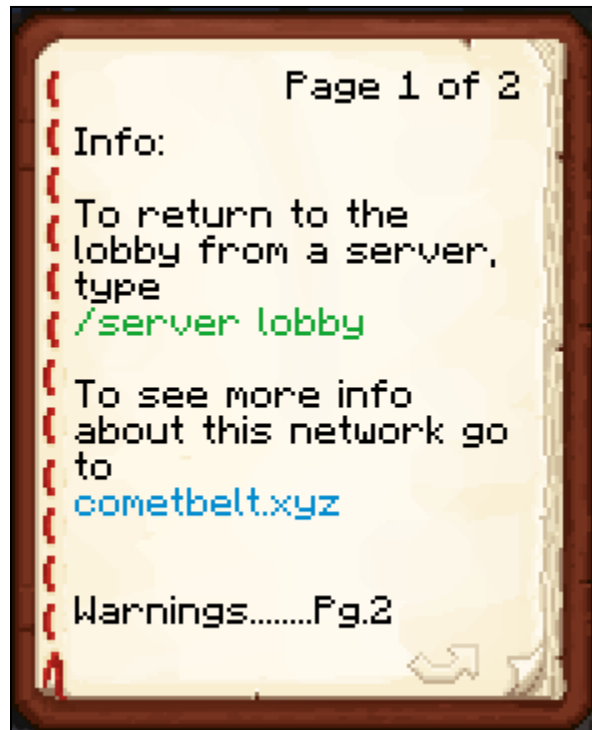 Page 1 of 2
Info:
To return to the
lobby from a server,
type
/server lobby
To see more info
about this network go
to
cometbelt.xyz
Warnings........Pg.2